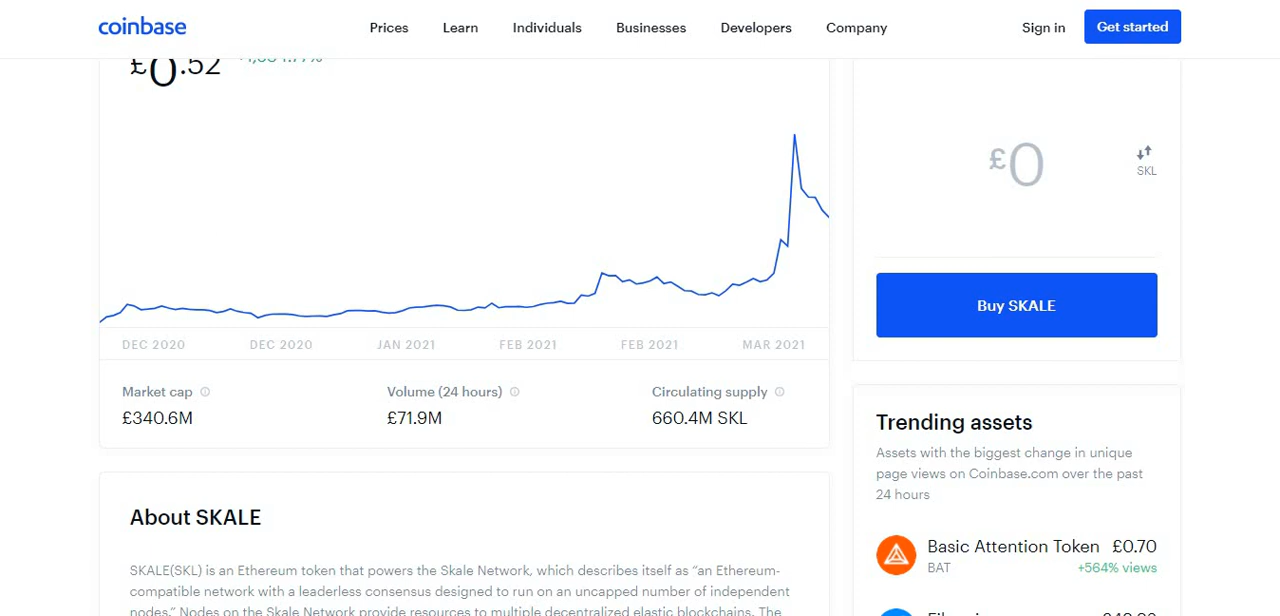 coinbase
Prices
Learn
Individuals
Businesses
Developers
Company
Sign in
Get started
£0.52
£0
SKL
Buy SKALE
DEC 2020
DEC 2020
JAN 2021
FEB 2021
FEB 2021
MAR 2021
Market cap
£340.6M
Volume (24 hours)
£71.9M
Circulating supply
660.4M SKL
About SKALE
SKALE(SKL) is an Ethereum token that powers the Skale Network, which describes itself as “an Ethereum-
compatible network with a leaderless consensus designed to run on an uncapped number of independent
nodes.” Nodes on the Skale Network provide resources to multiple decentralized elastic blockchains. The
Trending assets
Assets with the biggest change in unique
page views on Coinbase.com over the past
24 hours
Basic Attention Token £0.70
BAT +564% views